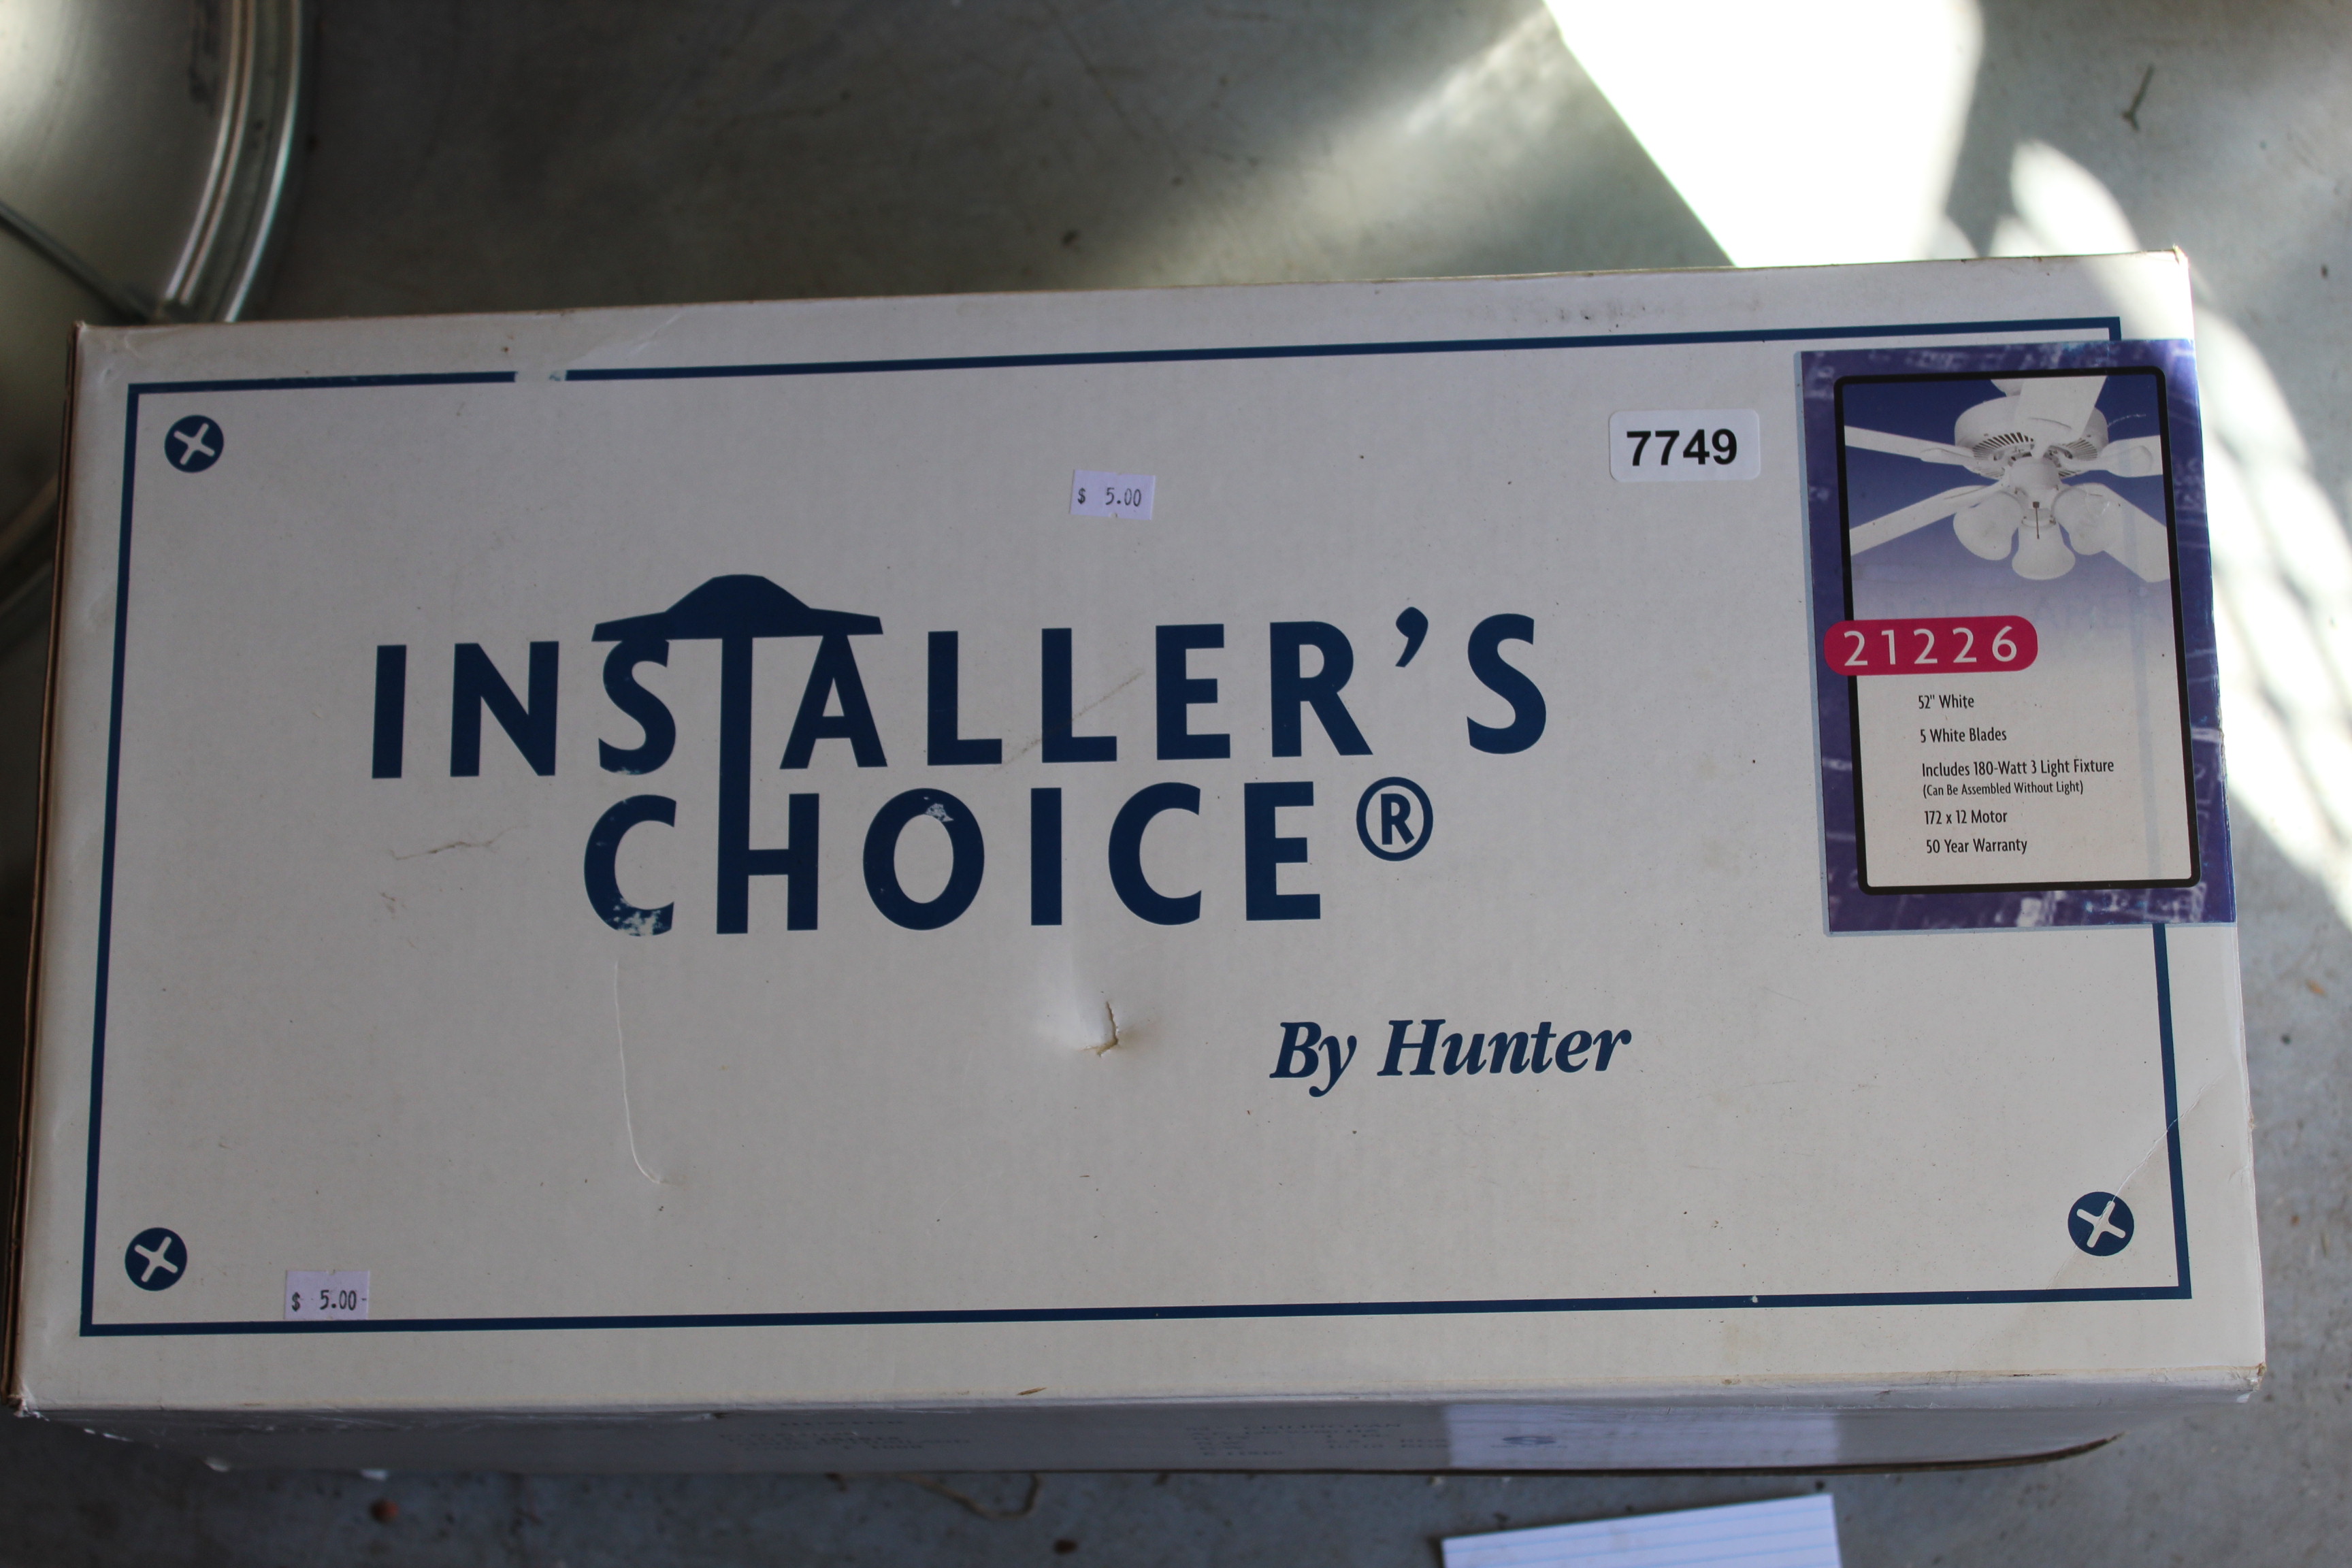 7749
$ 5.00
INSTALLER'S
CHOICE®
By Hunter
21226
52" White
5 White Blades
Includes 180-Watt 3 Light Fixture
(Can Be Assembled Without Light)
172 x 12 Motor
50 Year Warranty
$ 5.00